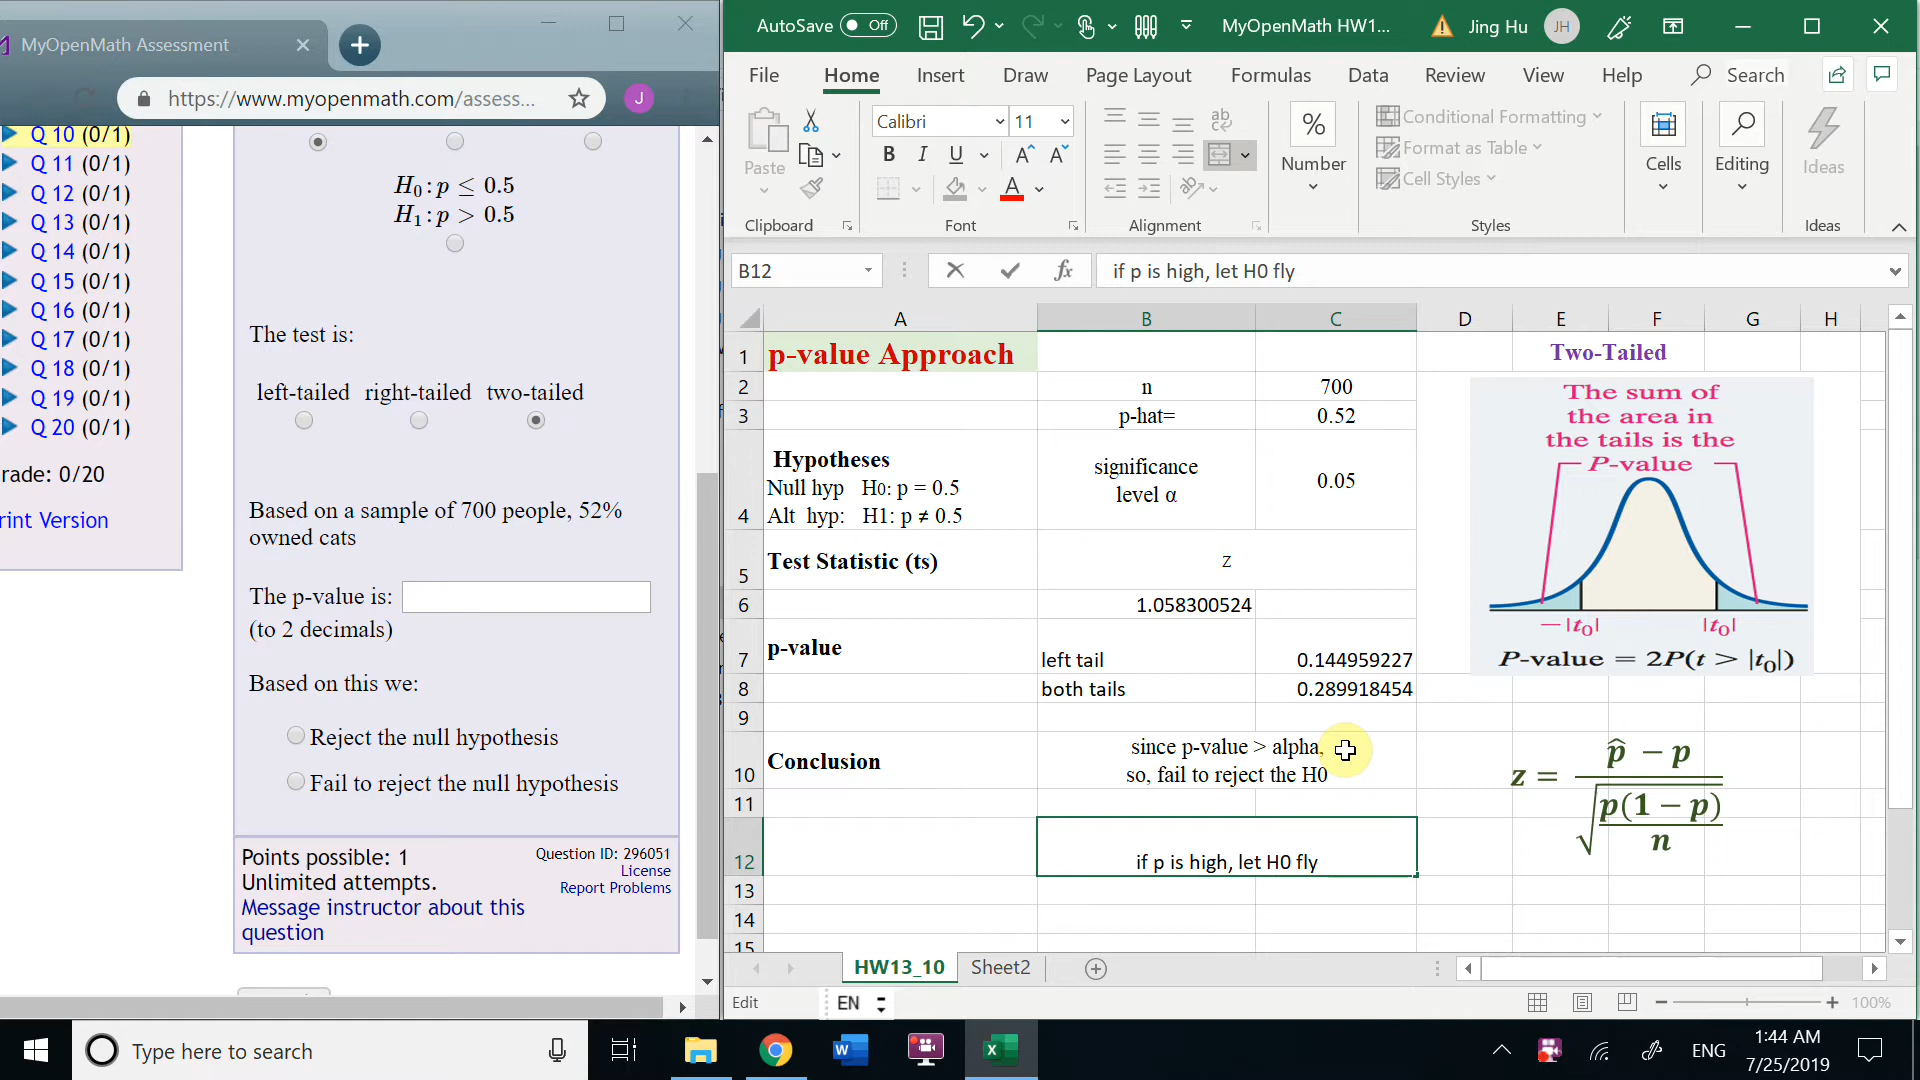 MyOpenMath Assessment
https://www.myopenmath.com/assess...
J
Q 10 (0/1)
Q 11 (0/1)
Q 12 (0/1)
Q 13 (0/1)
Q 14 (0/1)
Q 15 (0/1)
Q 16 (0/1)
Q 17 (0/1)
Q 18 (0/1)
Q 19 (0/1)
Q 20 (0/1)
rade: 0/20
rint Version
H₀ : p ≤ 0.5
H₁ : p > 0.5
The test is:
left-tailed right-tailed two-tailed
Based on a sample of 700 people, 52%
owned cats
The p-value is:
(to 2 decimals)
Based on this we:
Reject the null hypothesis
Fail to reject the null hypothesis
Points possible: 1
Unlimited attempts.
Message instructor about this
question
Question ID: 296051
License
Report Problems
AutoSave Off
MyOpenMath HW1...
Jing Hu
JH
File Home Insert Draw Page Layout Formulas Data Review View Help Search
Paste
Clipboard
Calibri 11
B I U A A
A
Font
ab
c
Alignment
%
Number
Conditional Formatting
Format as Table
Cell Styles
Styles
Cells
Editing
Ideas
Ideas
B12
fx
if p is high, let H0 fly
A B C D E F G H
1 p-value Approach Two-Tailed
2 n 700
3 p-hat= 0.52
Hypotheses
Null hyp H0: p = 0.5
4 Alt hyp: H1: p ≠ 0.5
significance
level α
0.05
5 Test Statistic (ts) z
6 1.058300524
p-value
7 left tail 0.144959227
8 both tails 0.289918454
9
Conclusion
10 since p-value > alpha,
so, fail to reject the H0
11
12 if p is high, let H0 fly
13
14
15
The sum of
the area in
the tails is the
P-value
—|t₀| |t₀|
P-value = 2P(t > |t₀|)
z = (p̂ − p) / √(p(1 − p) / n)
HW13_10 Sheet2
Edit
EN
100%
Type here to search
ENG
1:44 AM
7/25/2019